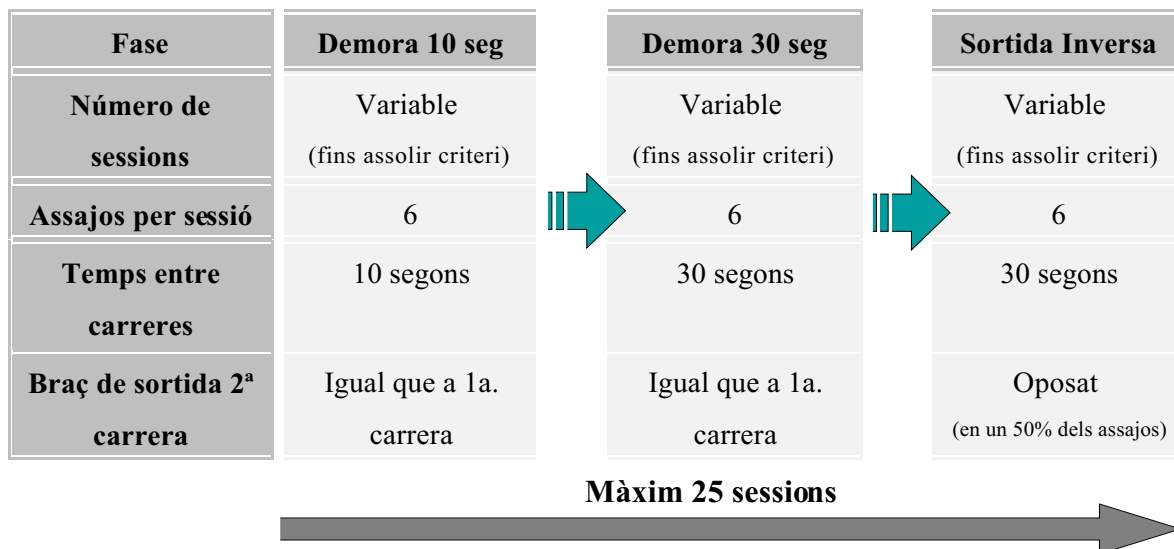 Fase Demora 10 seg Demora 30 seg Sortida Inversa
Número de Variable Variable Variable
sessions (fins assolir criteri) (fins assolir criteri) (fins assolir criteri)
Assajos per sessió 6 6 6
Temps entre 10 segons 30 segons 30 segons
carreres
Braç de sortida 2ª Igual que a 1a. Igual que a 1a. Oposat
carrera carrera carrera (en un 50% dels assajos)
Màxim 25 sessions